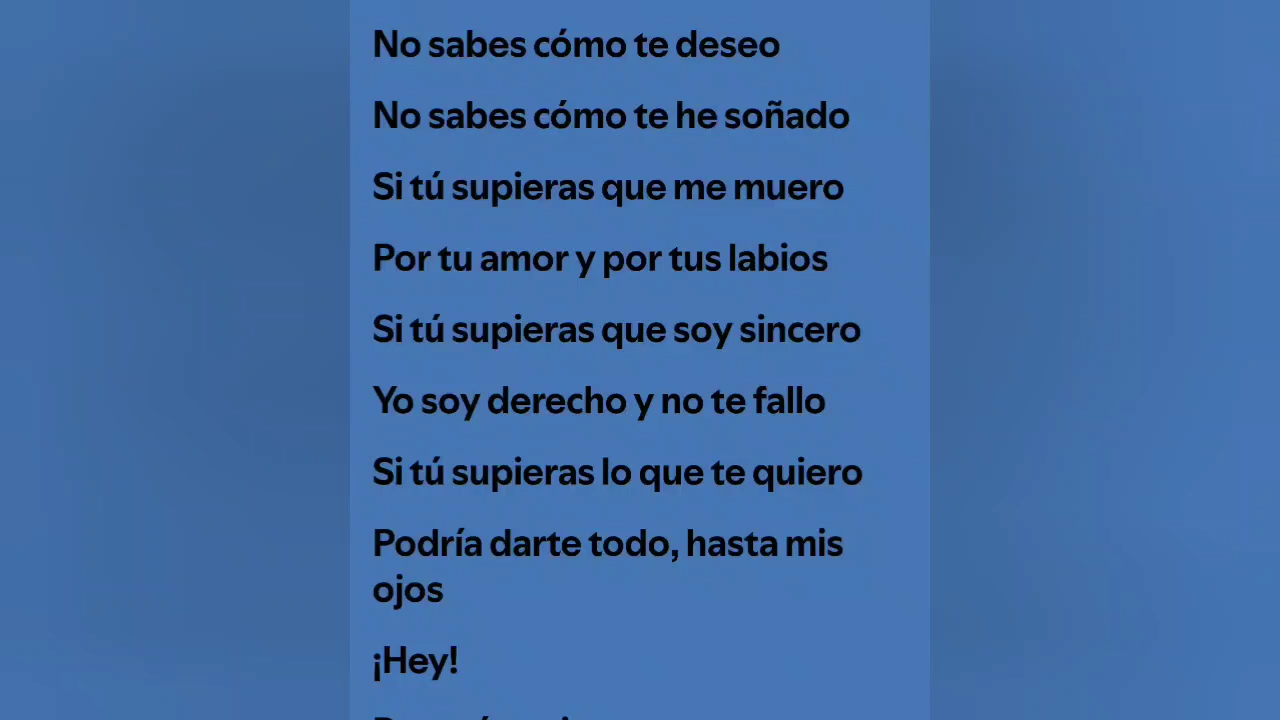 No sabes cómo te deseo
No sabes cómo te he soñado
Si tú supieras que me muero
Por tu amor y por tus labios
Si tú supieras que soy sincero
Yo soy derecho y no te fallo
Si tú supieras lo que te quiero
Podría darte todo, hasta mis
ojos
¡Hey!